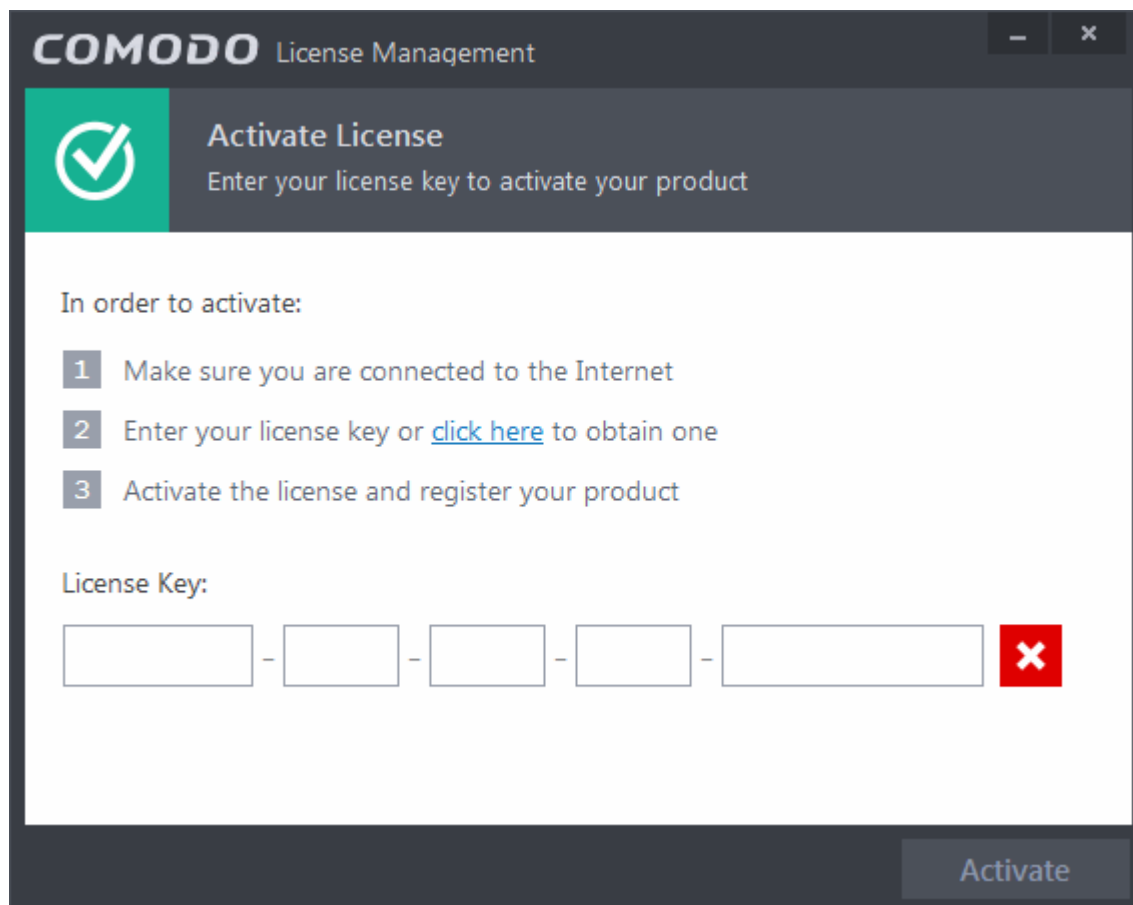 COMODO License Management
Activate License
Enter your license key to activate your product
In order to activate:
1 Make sure you are connected to the Internet
2 Enter your license key or click here to obtain one
3 Activate the license and register your product
License Key:
- - - -
Activate